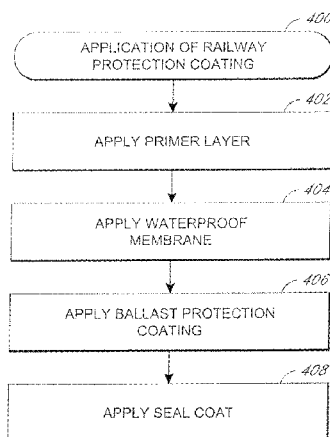 400
APPLICATION OF RAILWAY
PROTECTION COATING
402
APPLY PRIMER LAYER
404
APPLY WATERPROOF
MEMBRANE
406
APPLY BALLAST PROTECTION
COATING
408
APPLY SEAL COAT